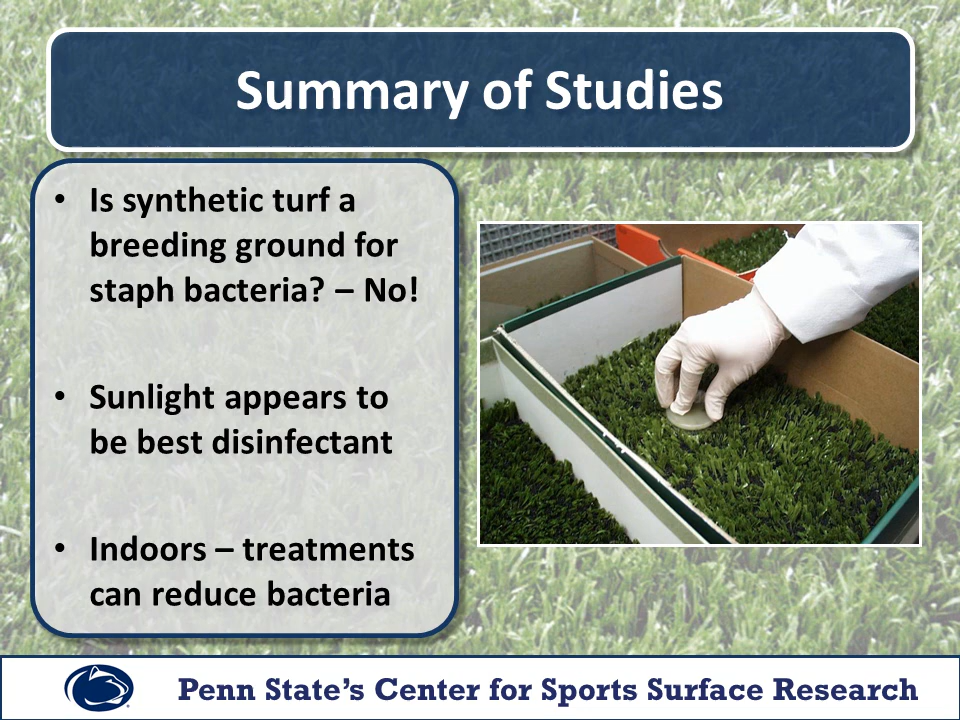 Summary of Studies
• Is synthetic turf a
breeding ground for
staph bacteria? – No!
• Sunlight appears to
be best disinfectant
• Indoors – treatments
can reduce bacteria
Penn State’s Center for Sports Surface Research